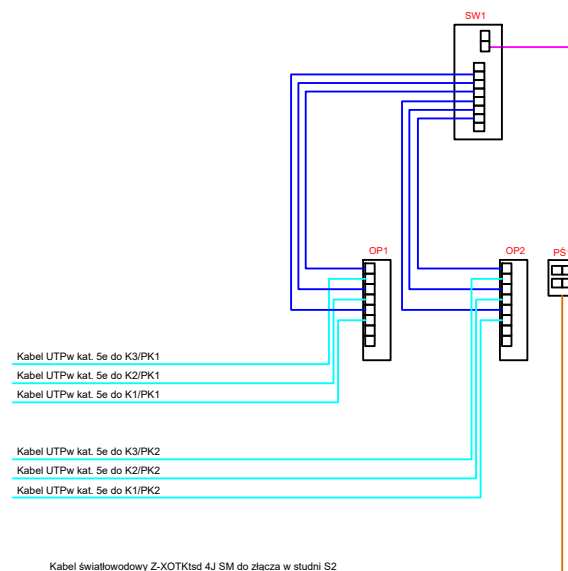 SW1
OP1
OP2
PŚ1
Kabel UTPw kat. 5e do K3/PK1
Kabel UTPw kat. 5e do K2/PK1
Kabel UTPw kat. 5e do K1/PK1
Kabel UTPw kat. 5e do K3/PK2
Kabel UTPw kat. 5e do K2/PK2
Kabel UTPw kat. 5e do K1/PK2
Kabel światłowodowy Z-XOTKtsd 4J SM do złącza w studni S2